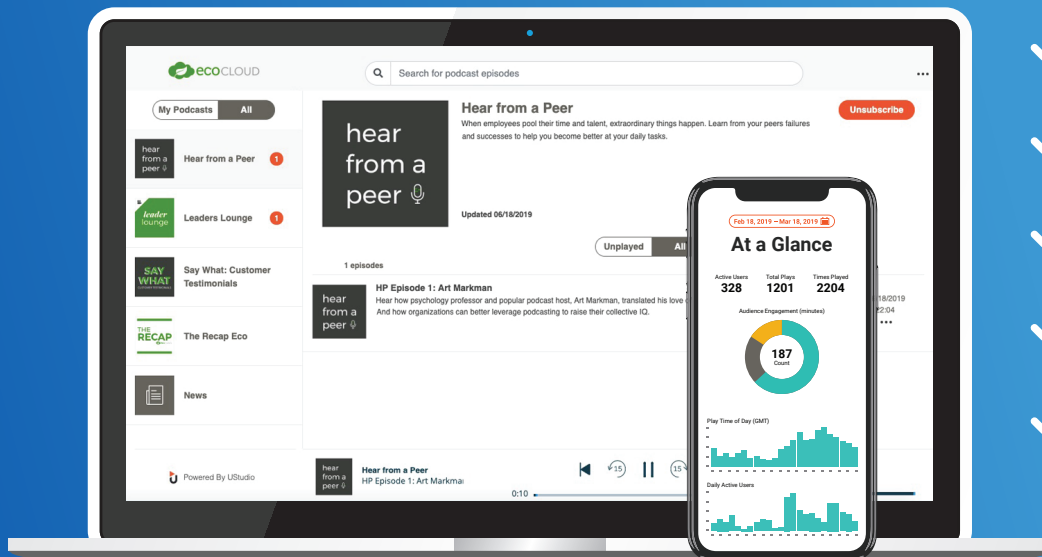 ecoCLOUD
Search for podcast episodes
My Podcasts
All
hear
from a
peer
Hear from a Peer
1
leader
lounge
Leaders Lounge
1
SAY
WHAT
CUSTOMER TESTIMONIALS
Say What: Customer
Testimonials
THE
RECAP
The Recap Eco
News
Powered By UStudio
hear
from a
peer
Hear from a Peer
When employees pool their time and talent, extraordinary things happen. Learn from your peers failures
and successes to help you become better at your daily tasks.
Updated 06/18/2019
Unsubscribe
Unplayed
All
1 episodes
hear
from a
peer
HP Episode 1: Art Markman
Hear how psychology professor and popular podcast host, Art Markman, translated his love
And how organizations can better leverage podcasting to raise their collective IQ.
18/2019
22:04
hear
from a
peer
Hear from a Peer
HP Episode 1: Art Markma
15
15
0:10
Feb 18, 2019 – Mar 18, 2019
At a Glance
Active Users
Total Plays
Times Played
328
1201
2204
Audience Engagement (minutes)
187
Count
Play Time of Day (GMT)
Daily Active Users